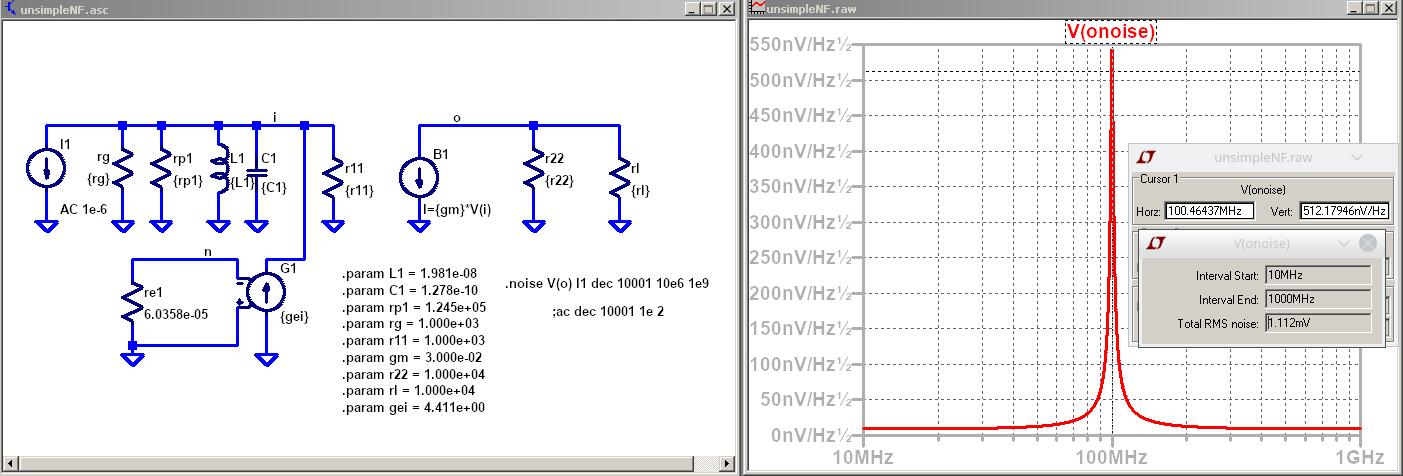 unsimpleNF.asc
I1
AC 1e-6
rg
{rg}
rp1
{rp1}
L1
{L1}
C1
{C1}
i
r11
{r11}
o
B1
I={gm}*V(i)
r22
{r22}
rl
{rl}
n
re1
6.0358e-05
G1
{gei}
.param L1 = 1.981e-08
.param C1 = 1.278e-10
.param rp1 = 1.245e+05
.param rg = 1.000e+03
.param r11 = 1.000e+03
.param gm = 3.000e-02
.param r22 = 1.000e+04
.param rl = 1.000e+04
.param gei = 4.411e+00
.noise V(o) I1 dec 10001 10e6 1e9
;ac dec 10001 1e 2
unsimpleNF.raw
V(onoise)
550nV/Hz½
500nV/Hz½
450nV/Hz½
400nV/Hz½
350nV/Hz½
300nV/Hz½
250nV/Hz½
200nV/Hz½
150nV/Hz½
100nV/Hz½
50nV/Hz½
0nV/Hz½
10MHz
100MHz
1GHz
unsimpleNF.raw
Cursor 1
V(onoise)
Horz: 100.46437MHz Vert: 512.17946nV/Hz
V(onoise)
Interval Start: 10MHz
Interval End: 1000MHz
Total RMS noise: 1.112mV